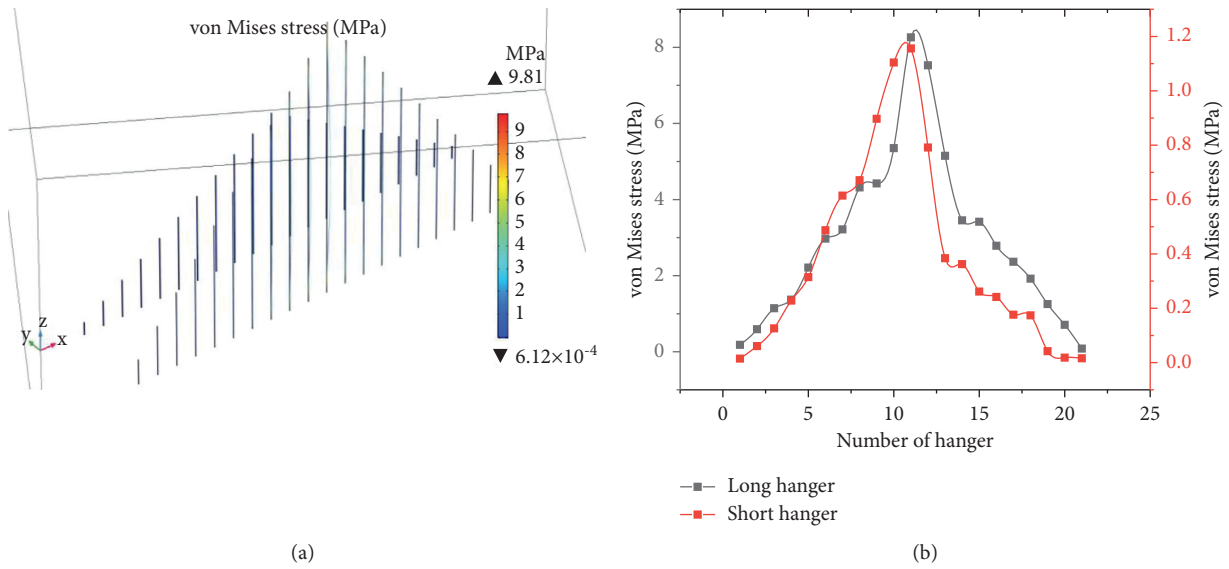 von Mises stress (MPa)
MPa
▲ 9.81
9
8
7
6
5
4
3
2
1
▼ 6.12×10⁻⁴
z
y
x
(a)
von Mises stress (MPa)
8
6
4
2
0
0 5 10 15 20 25
Number of hanger
1.2
1.0
0.8
0.6
0.4
0.2
0.0
von Mises stress (MPa)
Long hanger
Short hanger
(b)